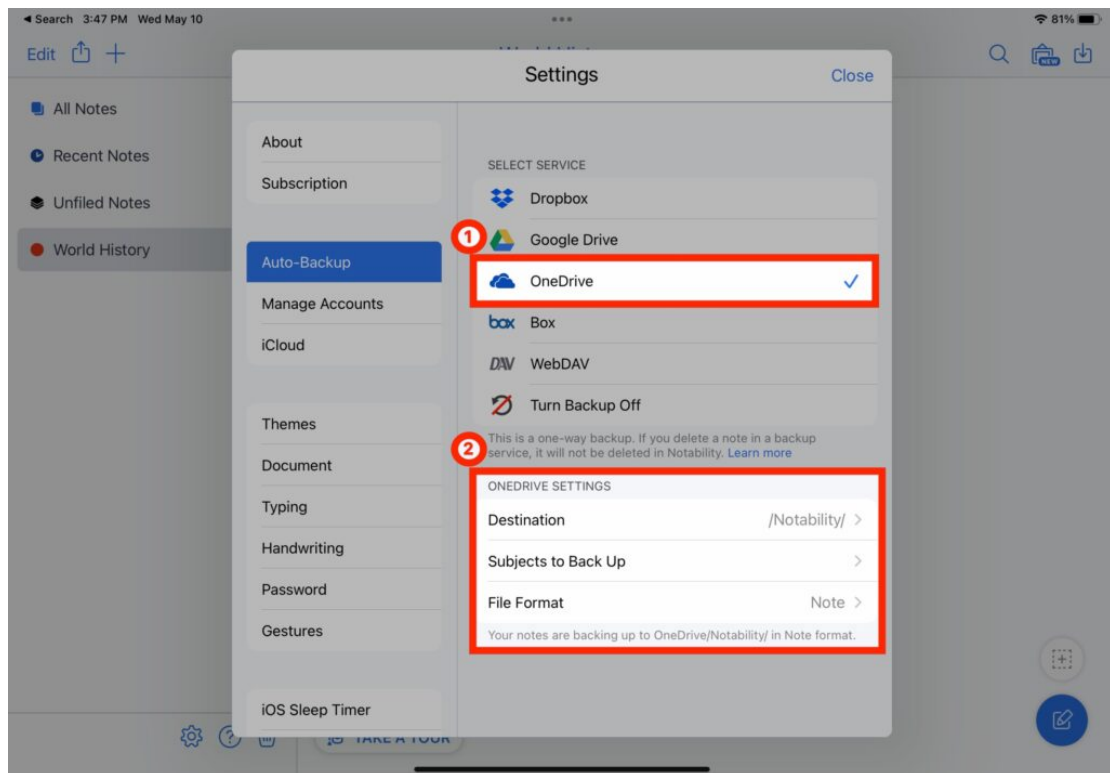 Search 3:47 PM Wed May 10
81%
Edit
Settings
Close
NEW
All Notes
Recent Notes
Unfiled Notes
World History
About
Subscription
Auto-Backup
Manage Accounts
iCloud
Themes
Document
Typing
Handwriting
Password
Gestures
iOS Sleep Timer
SELECT SERVICE
Dropbox
1
Google Drive
OneDrive
box Box
DAV WebDAV
Turn Backup Off
2
This is a one-way backup. If you delete a note in a backup
service, it will not be deleted in Notability. Learn more
ONEDRIVE SETTINGS
Destination /Notability/
Subjects to Back Up
File Format Note
Your notes are backing up to OneDrive/Notability/ in Note format.
TAKE A TOUR